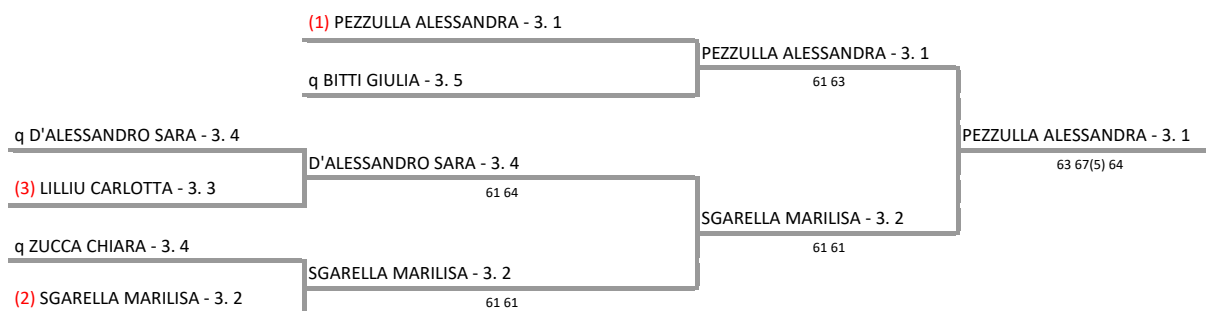 (1) PEZZULLA ALESSANDRA - 3. 1
PEZZULLA ALESSANDRA - 3. 1
q BITTI GIULIA - 3. 5
61 63
q D'ALESSANDRO SARA - 3. 4
PEZZULLA ALESSANDRA - 3. 1
D'ALESSANDRO SARA - 3. 4
63 67(5) 64
(3) LILLIU CARLOTTA - 3. 3
61 64
SGARELLA MARILISA - 3. 2
q ZUCCA CHIARA - 3. 4
61 61
SGARELLA MARILISA - 3. 2
(2) SGARELLA MARILISA - 3. 2
61 61